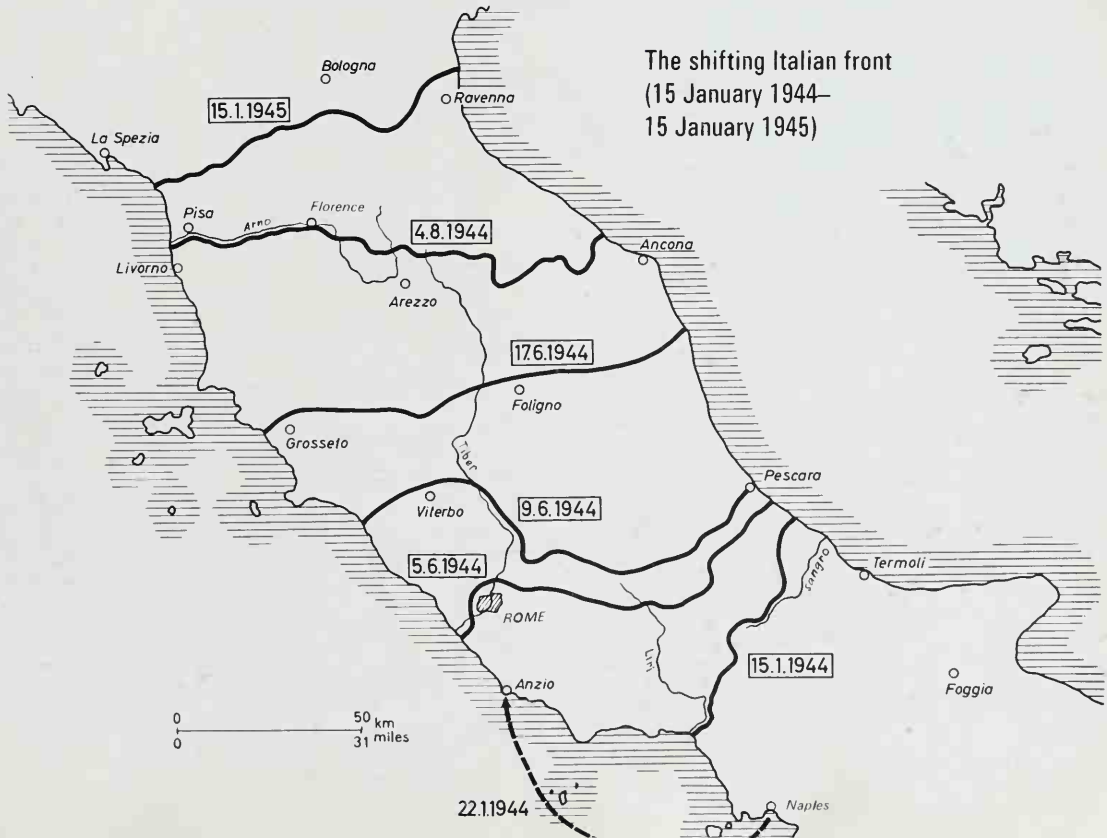 The shifting Italian front
(15 January 1944–
15 January 1945)
Bologna
Ravenna
15.1.1945
La Spezia
Pisa
Arno
Florence
4.8.1944
Ancona
Livorno
Arezzo
17.6.1944
Foligno
Grosseto
Tiber
Pescara
Viterbo
9.6.1944
5.6.1944
Sangro
Termoli
ROME
Liri
15.1.1944
Foggia
Anzio
0 50 km
0 31 miles
22.1.1944
Naples